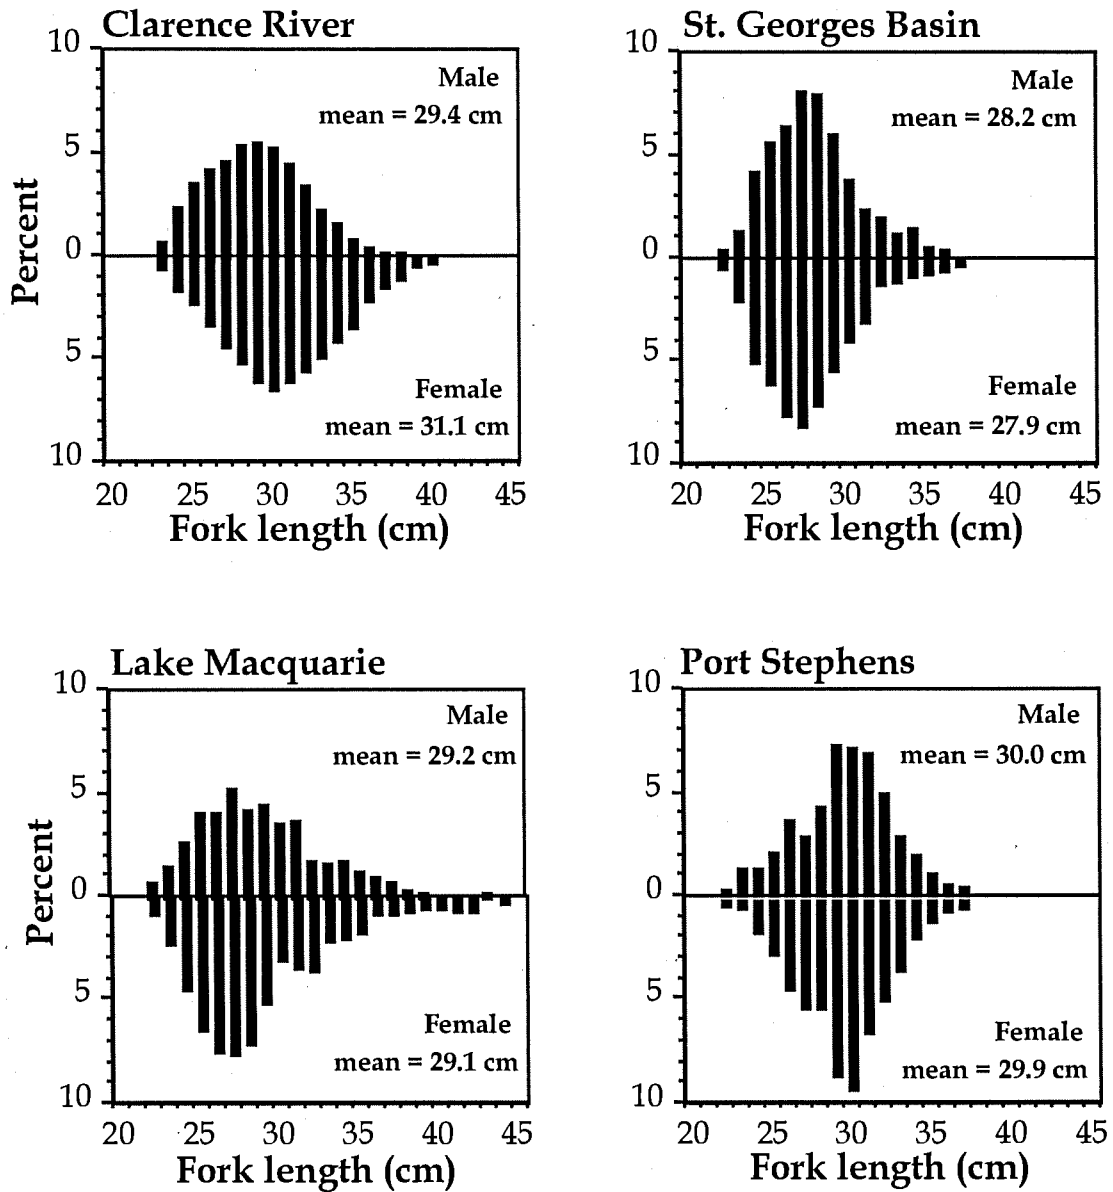 Clarence River
10
5
0
5
10
Percent
Male
mean = 29.4 cm
Female
mean = 31.1 cm
20 25 30 35 40 45
Fork length (cm)
St. Georges Basin
10
5
0
5
10
Male
mean = 28.2 cm
Female
mean = 27.9 cm
20 25 30 35 40 45
Fork length (cm)
Lake Macquarie
10
5
0
5
10
Percent
Male
mean = 29.2 cm
Female
mean = 29.1 cm
20 25 30 35 40 45
Fork length (cm)
Port Stephens
10
5
0
5
10
Male
mean = 30.0 cm
Female
mean = 29.9 cm
20 25 30 35 40 45
Fork length (cm)